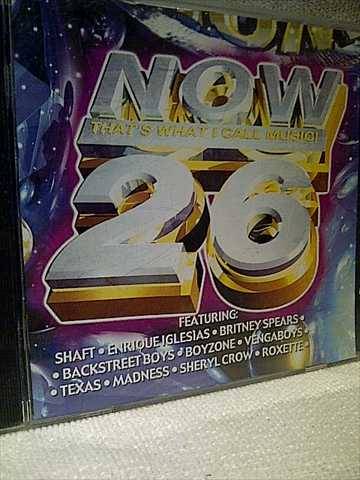 NOW
THAT'S WHAT I CALL MUSIC!
26
FEATURING:
SHAFT • ENRIQUE IGLESIAS • BRITNEY SPEARS •
• BACKSTREET BOYS • BOYZONE • VENGABOYS •
• TEXAS • MADNESS • SHERYL CROW • ROXETTE •